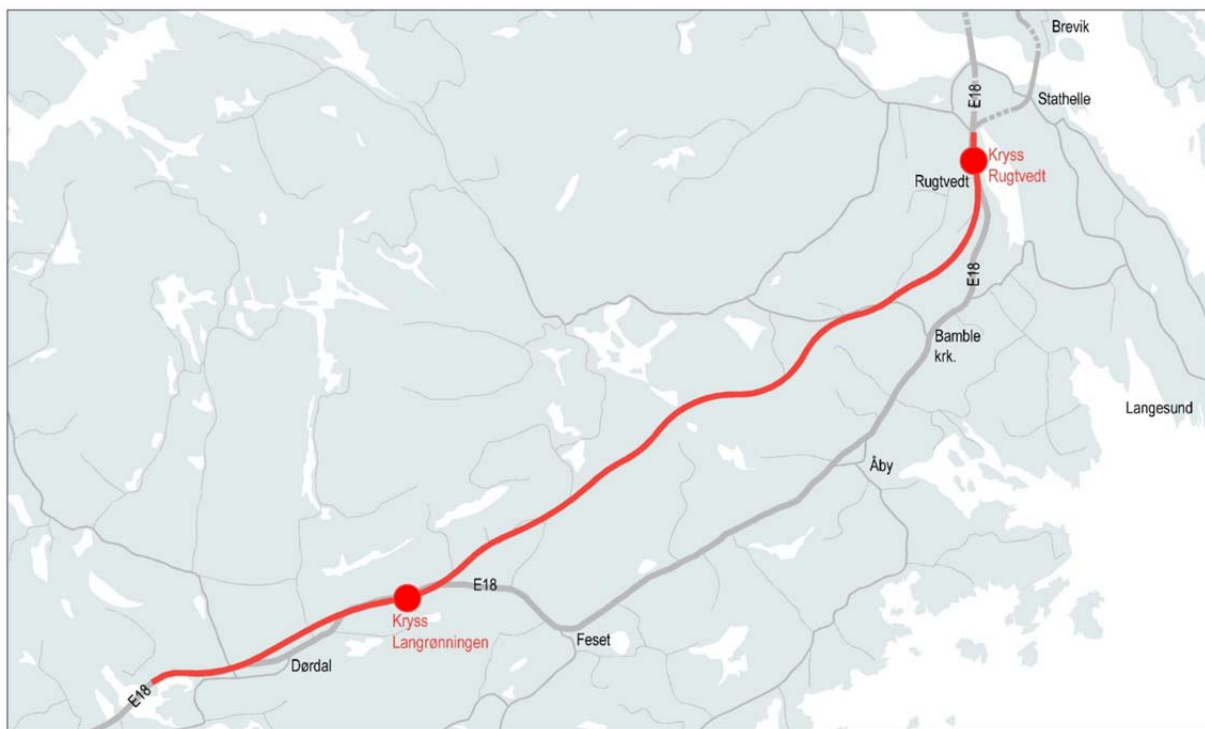 Brevik
E18
Stathelle
Kryss
Rugtvedt
Rugtvedt
E18
Bamble
krk.
Langesund
Åby
E18
Kryss
Langrønningen
Feset
Dørdal
E18